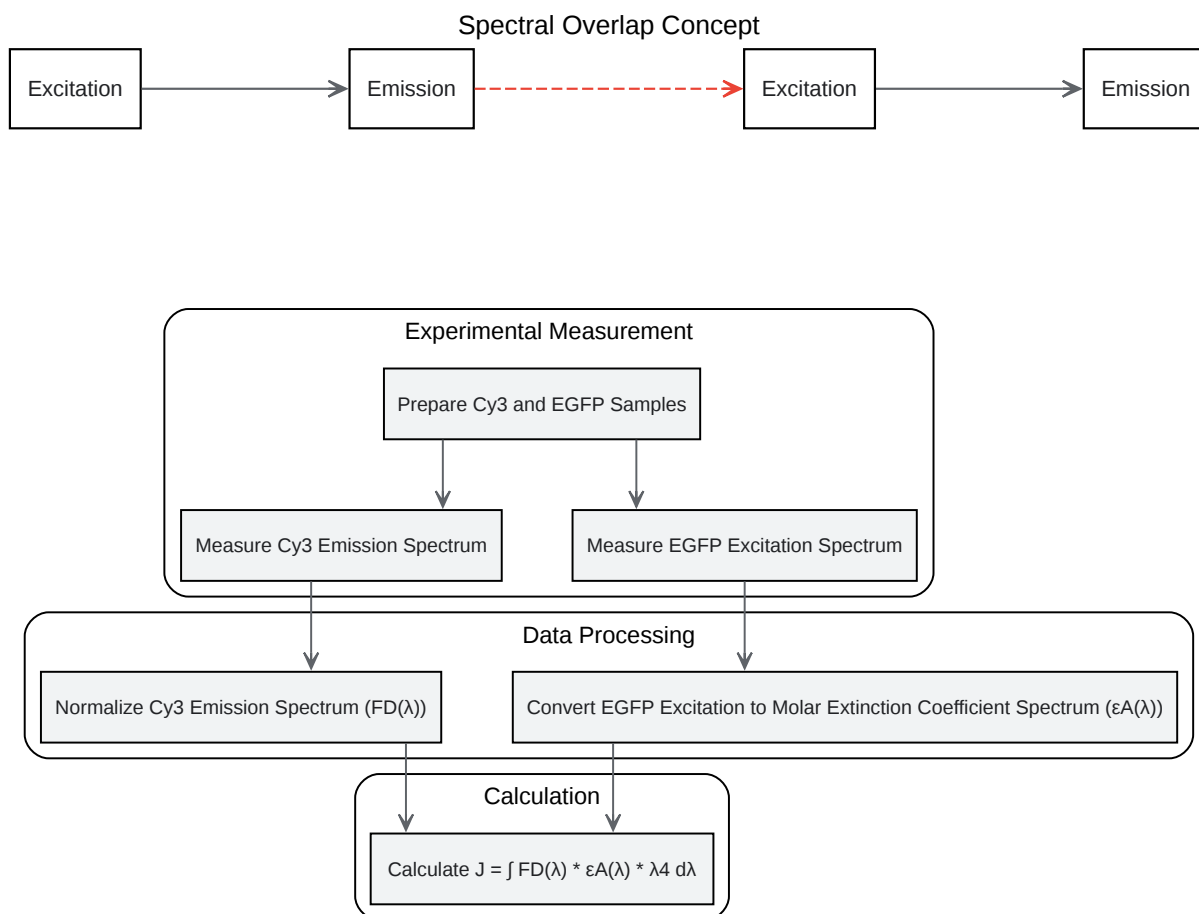 Spectral Overlap Concept
Excitation
Emission
Excitation
Emission
Experimental Measurement
Prepare Cy3 and EGFP Samples
Measure Cy3 Emission Spectrum
Measure EGFP Excitation Spectrum
Data Processing
Normalize Cy3 Emission Spectrum (FD(λ))
Convert EGFP Excitation to Molar Extinction Coefficient Spectrum (εA(λ))
Calculation
Calculate J = ∫ FD(λ) * εA(λ) * λ4 dλ